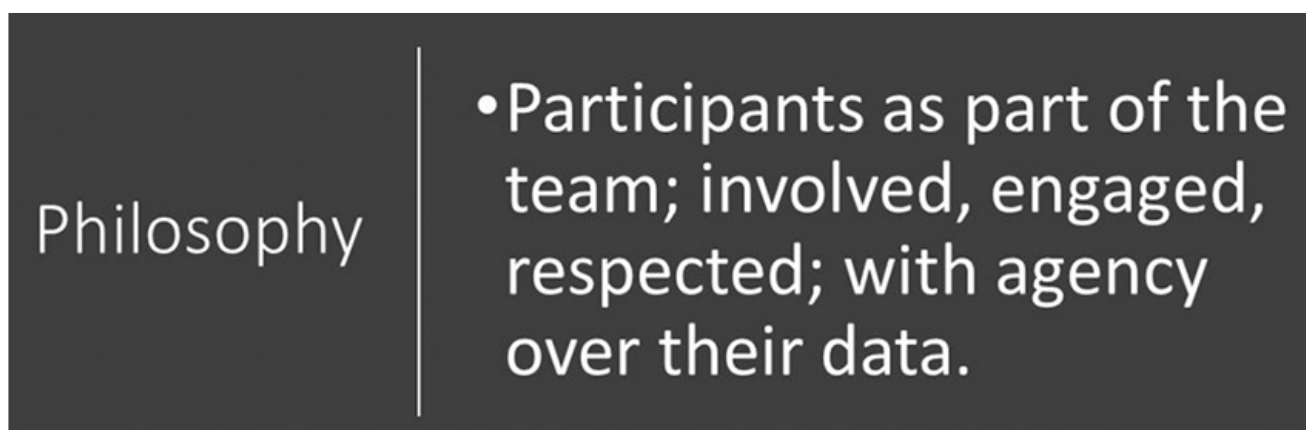 Philosophy
•Participants as part of the
team; involved, engaged,
respected; with agency
over their data.